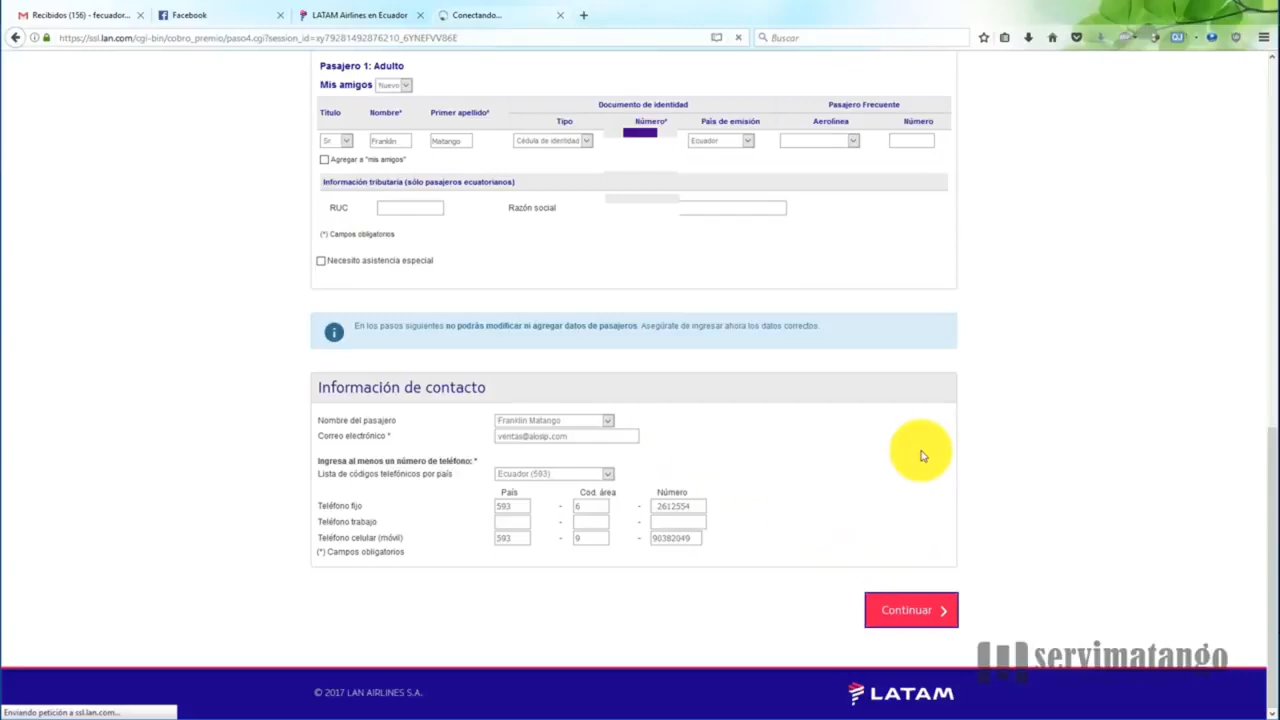 Recibidos (156) - fecuador...
Facebook
LATAM Airlines en Ecuador
Conectando...
https://ssl.lan.com/cgi-bin/cobro_premio/paso4.cgi?session_id=xy79281492876210_6YNEFVV86E
Buscar
Pasajero 1: Adulto
Mis amigos Nuevo
Documento de identidad Pasajero Frecuente
Título Nombre* Primer apellido* Tipo Número* País de emisión Aerolínea Número
Sr. Franklin Matango Cédula de identidad Ecuador
Agregar a "mis amigos"
Información tributaria (sólo pasajeros ecuatorianos)
RUC Razón social
(*) Campos obligatorios
Necesito asistencia especial
En los pasos siguientes no podrás modificar ni agregar datos de pasajeros. Asegúrate de ingresar ahora los datos correctos.
Información de contacto
Nombre del pasajero Franklin Matango
Correo electrónico * ventas@alosip.com
Ingresa al menos un número de teléfono: *
Lista de códigos telefónicos por país Ecuador (593)
País Cod. área Número
Teléfono fijo 593 - 6 - 2612554
Teléfono trabajo - -
Teléfono celular (móvil) 593 - 9 - 90382049
(*) Campos obligatorios
Continuar
servimatango
© 2017 LAN AIRLINES S.A.
LATAM
Enviando petición a ssl.lan.com...